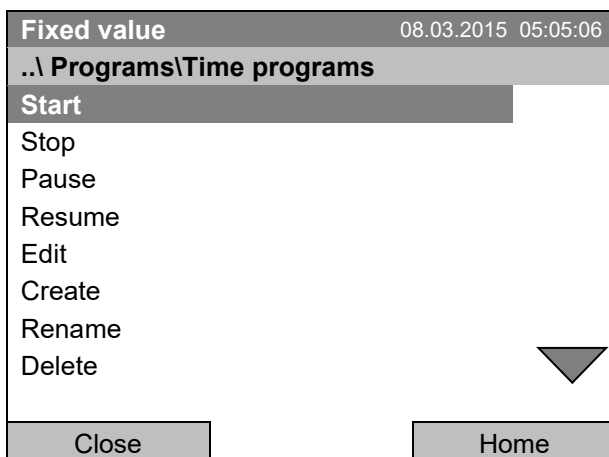 Fixed value 08.03.2015 05:05:06
..\ Programs\Time programs
Start
Stop
Pause
Resume
Edit
Create
Rename
Delete
Close Home